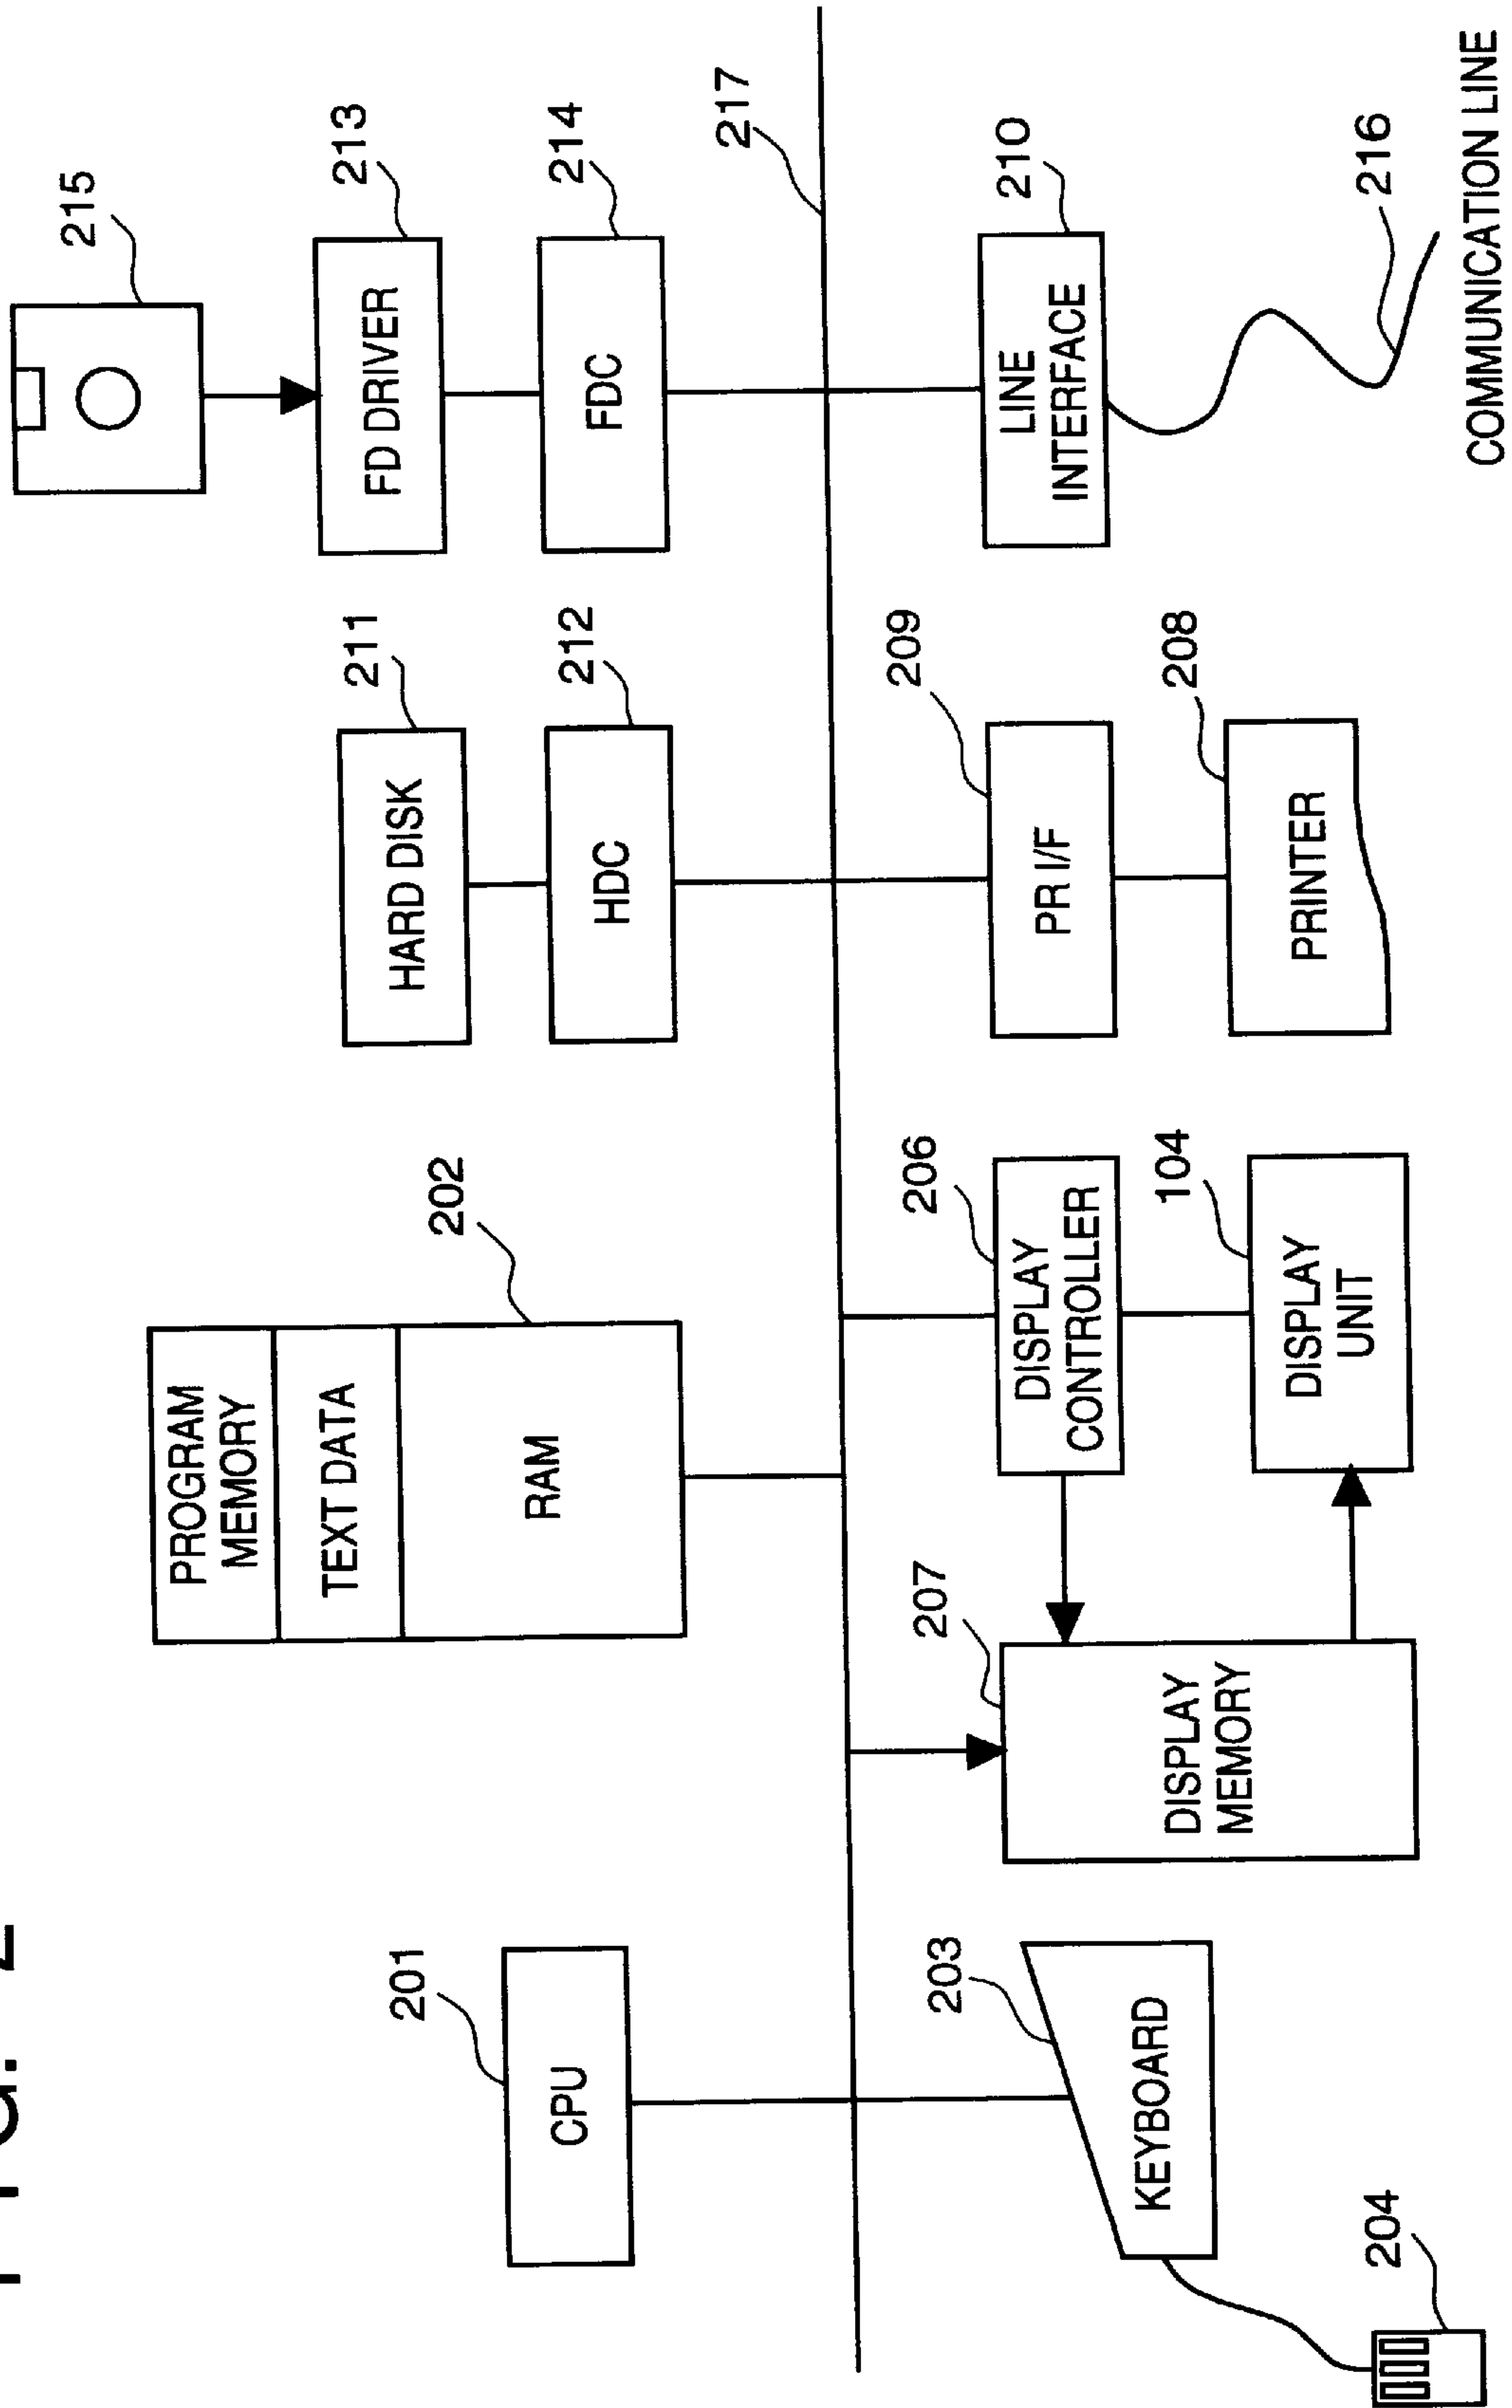 FIG. 2
215
213
FD DRIVER
214
FDC
211
HARD DISK
212
HDC
PROGRAM
MEMORY
TEXT DATA
RAM
202
201
CPU
217
210
LINE
INTERFACE
216
COMMUNICATION LINE
209
PR I/F
208
PRINTER
206
DISPLAY
CONTROLLER
104
DISPLAY
UNIT
207
DISPLAY
MEMORY
203
KEYBOARD
204